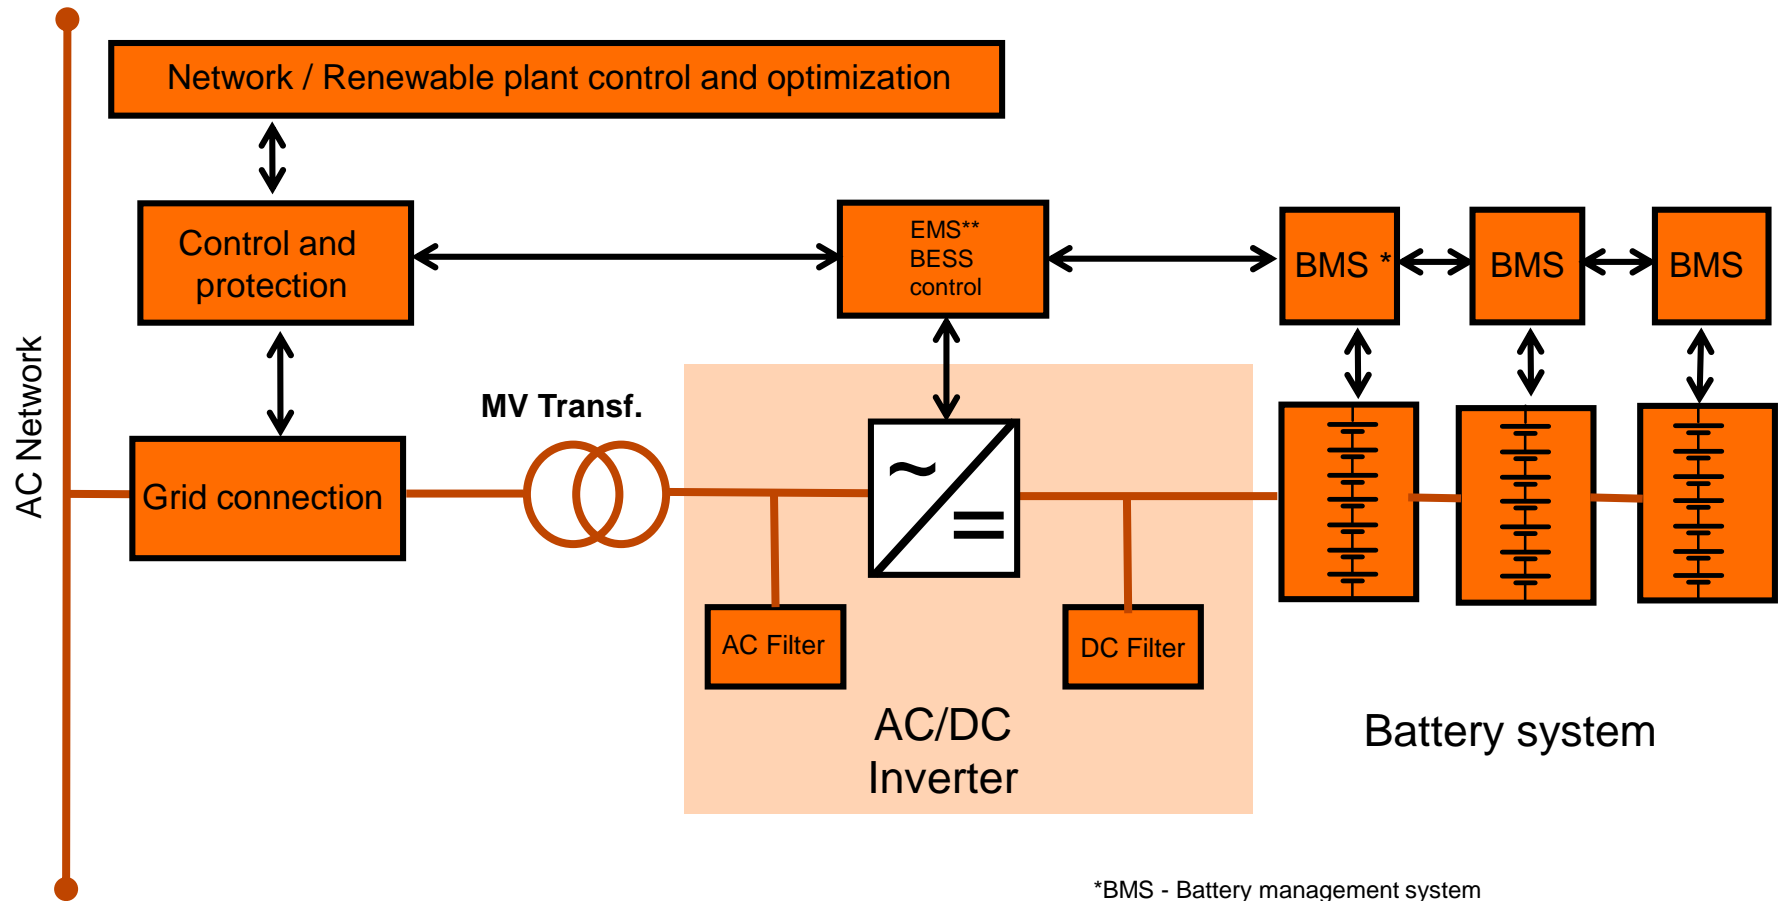 Network / Renewable plant control and optimization
Control and
protection
EMS**
BESS
control
BMS *
BMS
BMS
AC Network
MV Transf.
Grid connection
~
=
AC Filter
DC Filter
AC/DC
Inverter
Battery system
*BMS - Battery management system